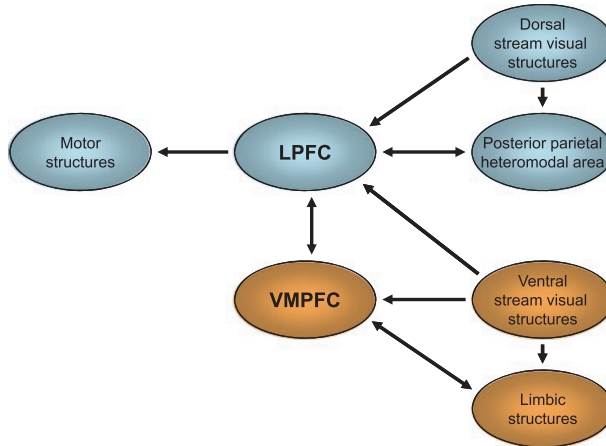 Dorsal
stream visual
structures
Motor
structures
LPFC
Posterior parietal
heteromodal area
VMPFC
Ventral
stream visual
structures
Limbic
structures